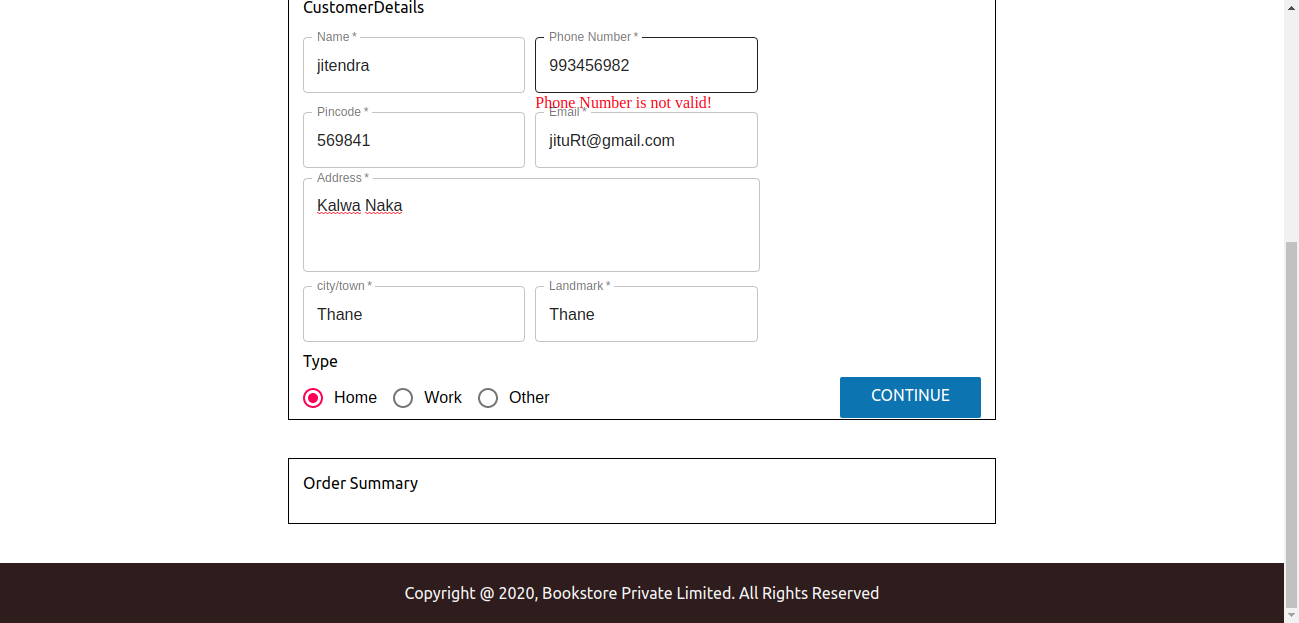 CustomerDetails
Name *
Phone Number *
jitendra
993456982
Phone Number is not valid!
Pincode *
Email *
569841
jituRt@gmail.com
Address *
Kalwa Naka
city/town *
Landmark *
Thane
Thane
Type
Home
Work
Other
CONTINUE
Order Summary
Copyright @ 2020, Bookstore Private Limited. All Rights Reserved